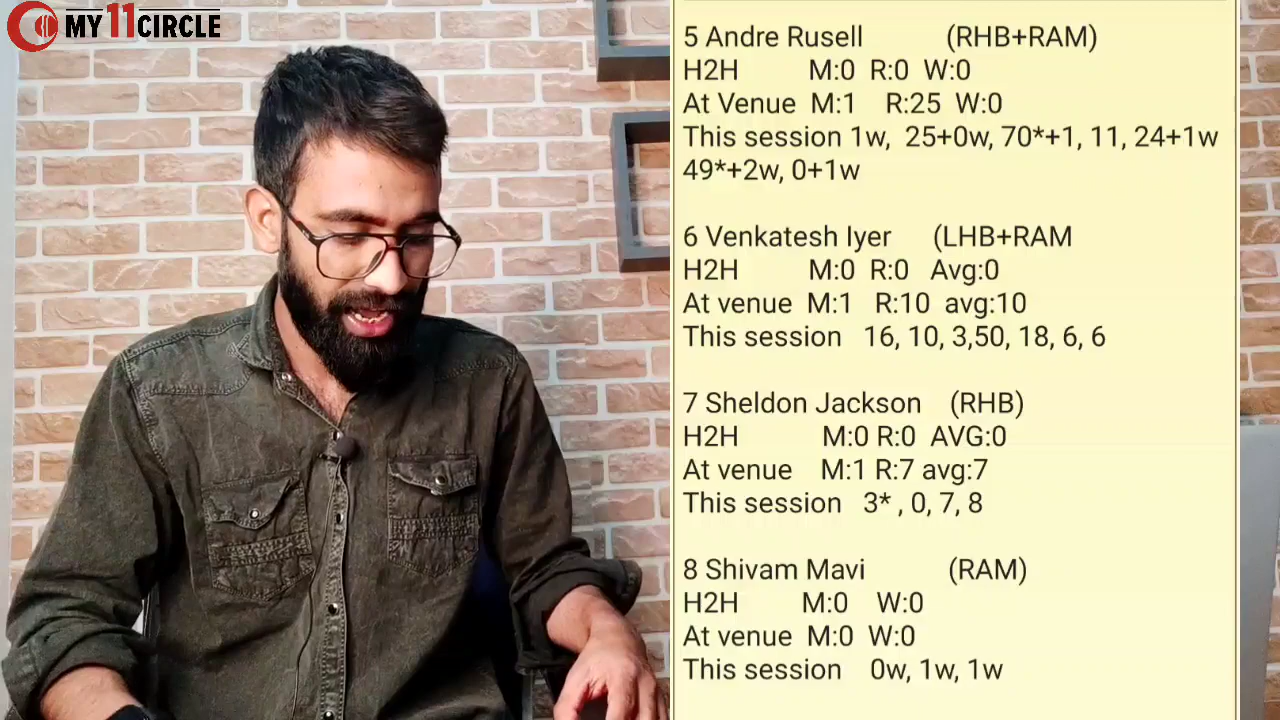 MY11CIRCLE
5 Andre Rusell (RHB+RAM)
H2H M:0 R:0 W:0
At Venue M:1 R:25 W:0
This session 1w, 25+0w, 70*+1, 11, 24+1w
49*+2w, 0+1w
6 Venkatesh Iyer (LHB+RAM
H2H M:0 R:0 Avg:0
At venue M:1 R:10 avg:10
This session 16, 10, 3,50, 18, 6, 6
7 Sheldon Jackson (RHB)
H2H M:0 R:0 AVG:0
At venue M:1 R:7 avg:7
This session 3* , 0, 7, 8
8 Shivam Mavi (RAM)
H2H M:0 W:0
At venue M:0 W:0
This session 0w, 1w, 1w